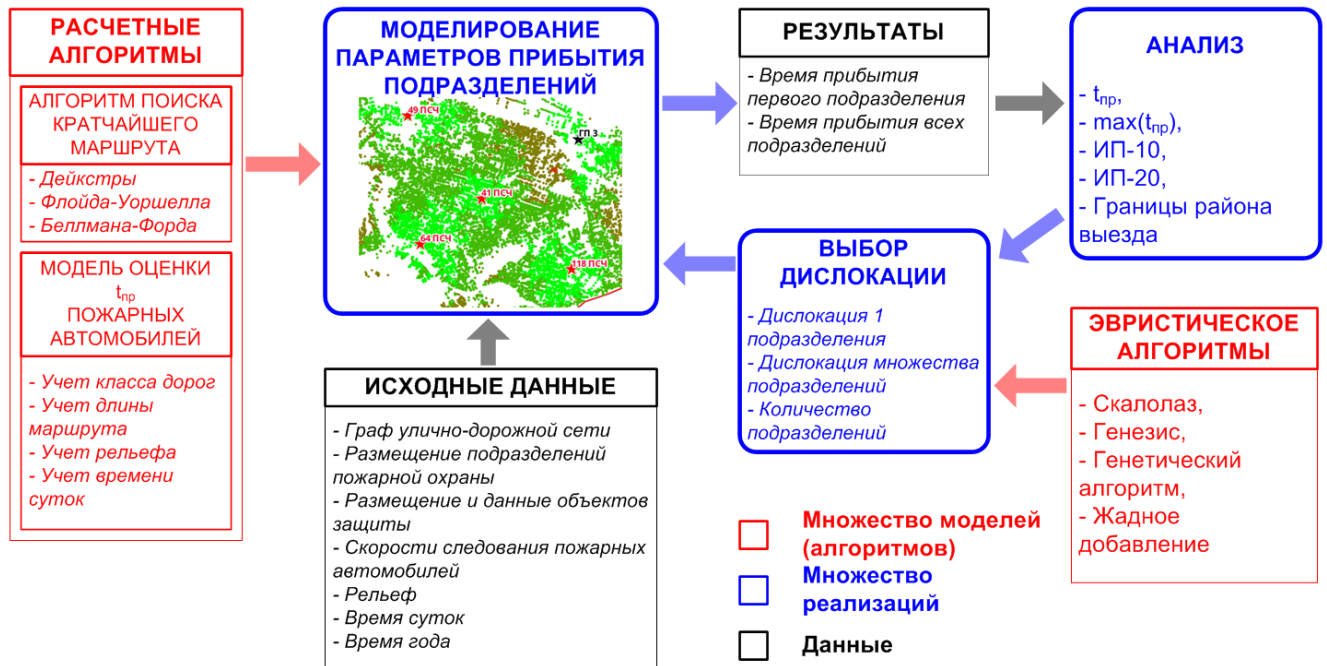 РАСЧЕТНЫЕ
АЛГОРИТМЫ
АЛГОРИТМ ПОИСКА
КРАТЧАЙШЕГО
МАРШРУТА
- Дейкстры
- Флойда-Уоршелла
- Беллмана-Форда
МОДЕЛЬ ОЦЕНКИ
tпр
ПОЖАРНЫХ
АВТОМОБИЛЕЙ
- Учет класса дорог
- Учет длины
маршрута
- Учет рельефа
- Учет времени
суток
МОДЕЛИРОВАНИЕ
ПАРАМЕТРОВ ПРИБЫТИЯ
ПОДРАЗДЕЛЕНИЙ
49 ПСЧ
ГП 3
41 ПСЧ
64 ПСЧ
118 ПСЧ
ИСХОДНЫЕ ДАННЫЕ
- Граф улично-дорожной сети
- Размещение подразделений
пожарной охраны
- Размещение и данные объектов
защиты
- Скорости следования пожарных
автомобилей
- Рельеф
- Время суток
- Время года
РЕЗУЛЬТАТЫ
- Время прибытия
первого подразделения
- Время прибытия всех
подразделений
АНАЛИЗ
- tпр,
- max(tпр),
- ИП-10,
- ИП-20,
- Границы района
выезда
ВЫБОР
ДИСЛОКАЦИИ
- Дислокация 1
подразделения
- Дислокация множества
подразделений
- Количество
подразделений
ЭВРИСТИЧЕСКОЕ
АЛГОРИТМЫ
- Скалолаз,
- Генезис,
- Генетический
алгоритм,
- Жадное
добавление
Множество моделей
(алгоритмов)
Множество
реализаций
Данные